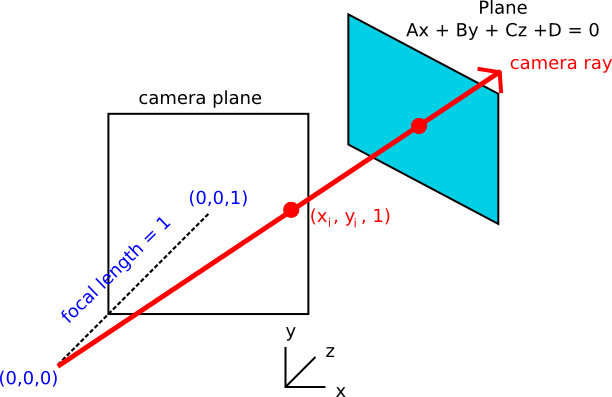 Plane
Ax + By + Cz +D = 0
camera ray
camera plane
(0,0,1)
(xi, yi , 1)
focal length = 1
(0,0,0)
y
z
x